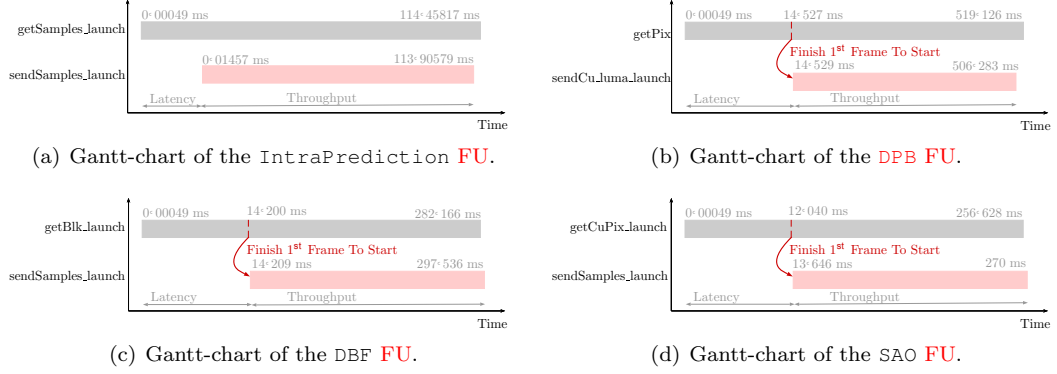 0‹00049 ms 114‹45817 ms
getSamples_launch
0‹01457 ms 113‹90579 ms
sendSamples_launch
Latency Throughput
Time
(a) Gantt-chart of the IntraPrediction FU.
0‹00049 ms 14‹527 ms 519‹126 ms
getPix
Finish 1st Frame To Start
14‹529 ms 506‹283 ms
sendCu_luma_launch
Latency Throughput
Time
(b) Gantt-chart of the DPB FU.
0‹00049 ms 14‹200 ms 282‹166 ms
getBlk_launch
Finish 1st Frame To Start
14‹209 ms 297‹536 ms
sendSamples_launch
Latency Throughput
Time
(c) Gantt-chart of the DBF FU.
0‹00049 ms 12‹040 ms 256‹628 ms
getCuPix_launch
Finish 1st Frame To Start
13‹646 ms 270 ms
sendSamples_launch
Latency Throughput
Time
(d) Gantt-chart of the SAO FU.